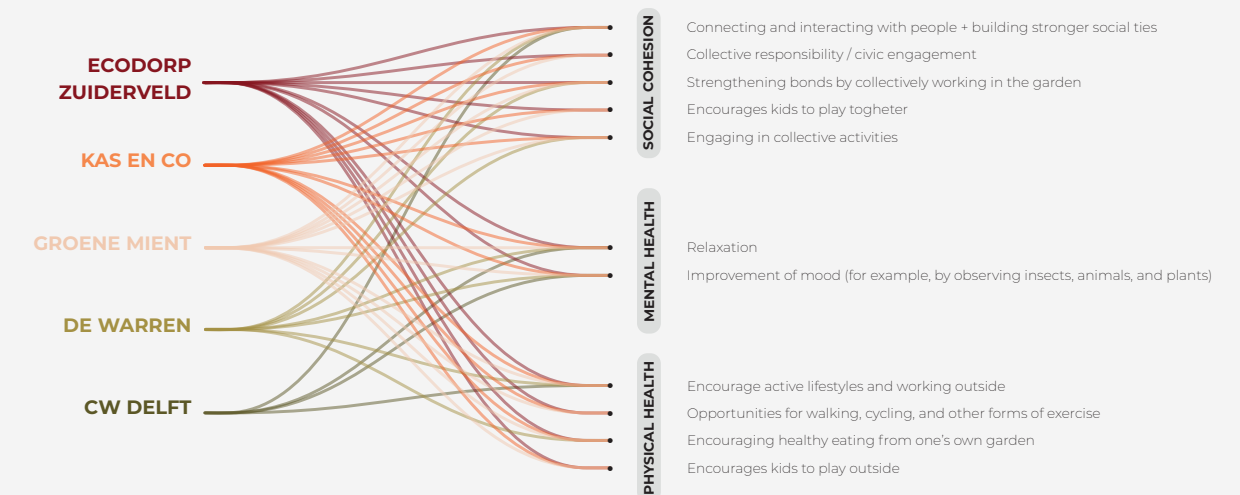 ECODORP
ZUIDERVELD
KAS EN CO
GROENE MIENT
DE WARREN
CW DELFT
SOCIAL COHESION
Connecting and interacting with people + building stronger social ties
Collective responsibility / civic engagement
Strengthening bonds by collectively working in the garden
Encourages kids to play togheter
Engaging in collective activities
MENTAL HEALTH
Relaxation
Improvement of mood (for example, by observing insects, animals, and plants)
PHYSICAL HEALTH
Encourage active lifestyles and working outside
Opportunities for walking, cycling, and other forms of exercise
Encouraging healthy eating from one's own garden
Encourages kids to play outside